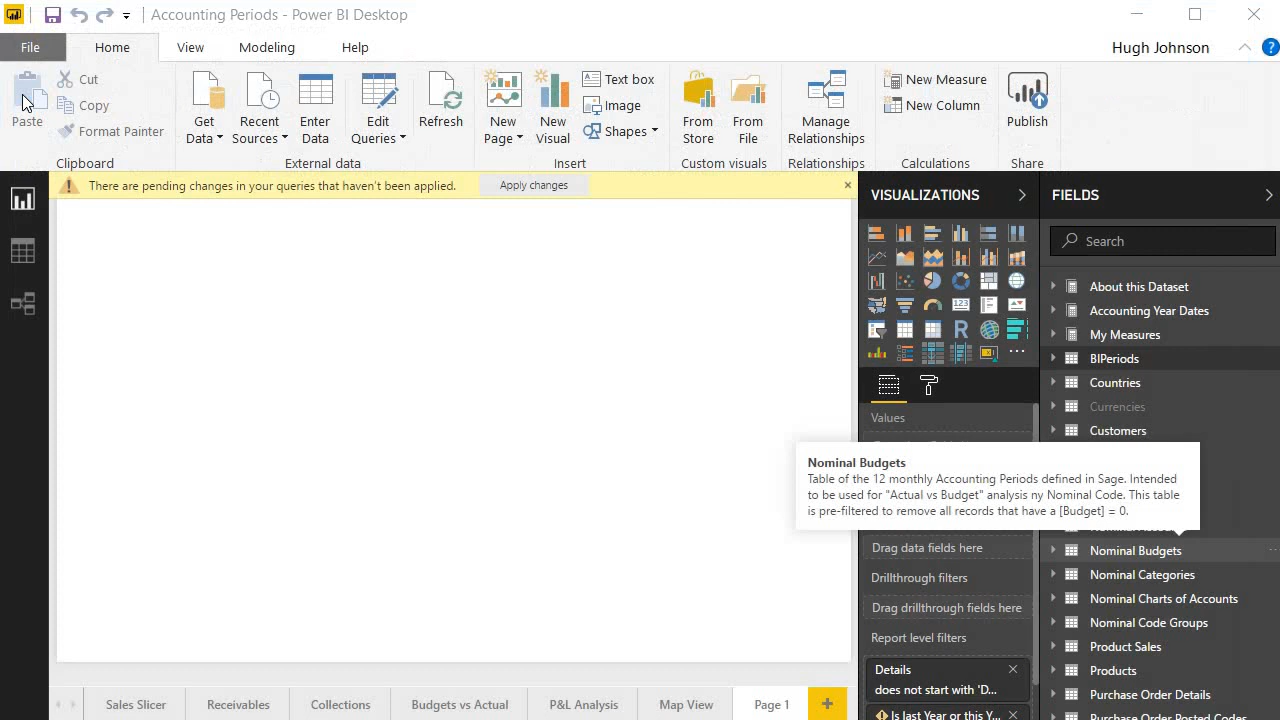 Accounting Periods - Power BI Desktop
File
Home
View
Modeling
Help
Hugh Johnson
?
Paste
Cut
Copy
Format Painter
Clipboard
Get Data
Recent Sources
Enter Data
Edit Queries
Refresh
External data
New Page
New Visual
Text box
Image
Shapes
Insert
From Store
From File
Custom visuals
Manage Relationships
Relationships
New Measure
New Column
Calculations
Publish
Share
There are pending changes in your queries that haven't been applied.
Apply changes
VISUALIZATIONS
123
R
Values
Drag data fields here
Drillthrough filters
Drag drillthrough fields here
Report level filters
Details
does not start with 'D...
Is last Year or this Y...
FIELDS
Search
About this Dataset
Accounting Year Dates
My Measures
BIPeriods
Countries
Currencies
Customers
Nominal Budgets
Table of the 12 monthly Accounting Periods defined in Sage. Intended
to be used for "Actual vs Budget" analysis ny Nominal Code. This table
is pre-filtered to remove all records that have a [Budget] = 0.
Nominal Budgets
Nominal Categories
Nominal Charts of Accounts
Nominal Code Groups
Product Sales
Products
Purchase Order Details
Purchase Order Posted Codes
Sales Slicer
Receivables
Collections
Budgets vs Actual
P&L Analysis
Map View
Page 1